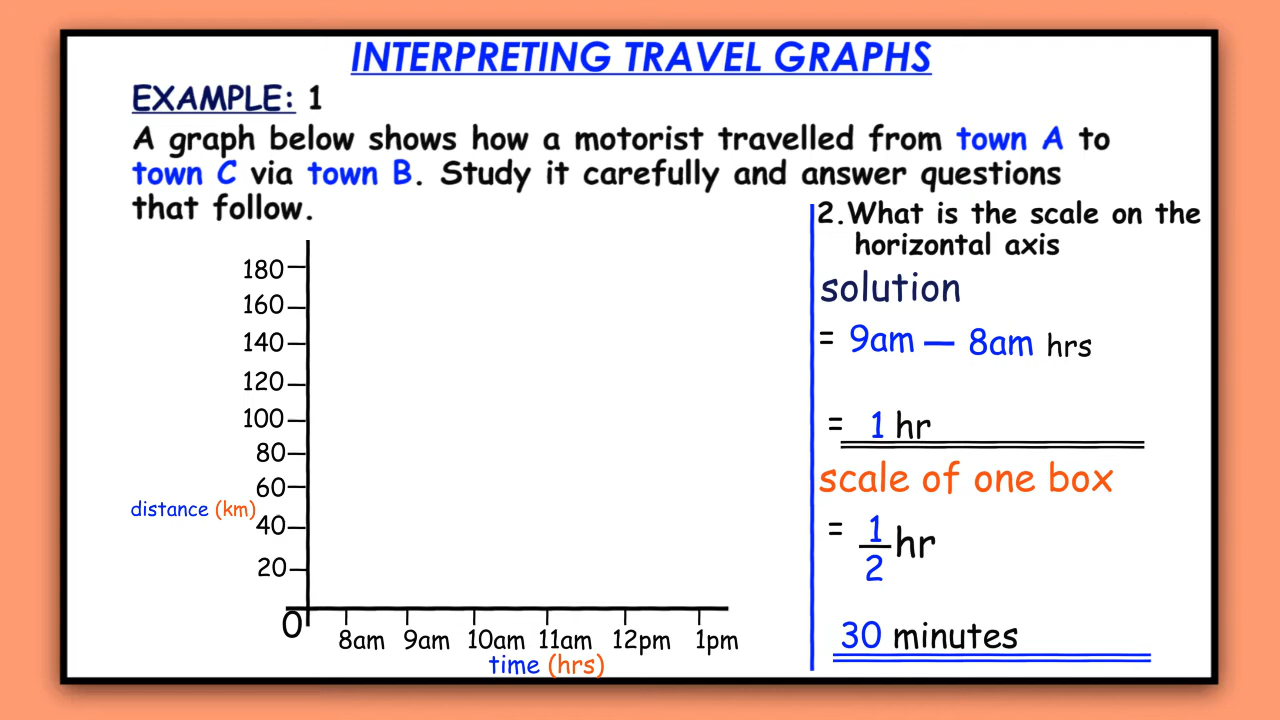 INTERPRETING TRAVEL GRAPHS
EXAMPLE: 1
A graph below shows how a motorist travelled from town A to
town C via town B. Study it carefully and answer questions
that follow.
180
160
140
120
100
80
60
distance (km)
40
20
0
8am 9am 10am 11am 12pm 1pm
time (hrs)
2.What is the scale on the
horizontal axis
solution
= 9am — 8am hrs
= 1 hr
scale of one box
= 1/2 hr
30 minutes